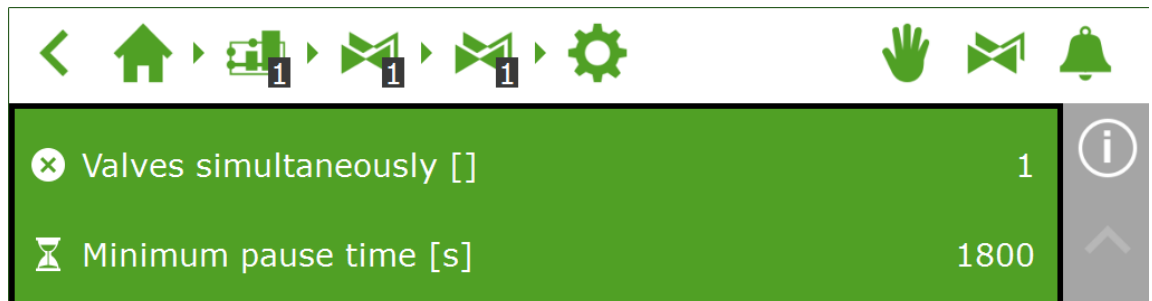 1 1 1
Valves simultaneously [] 1
Minimum pause time [s] 1800